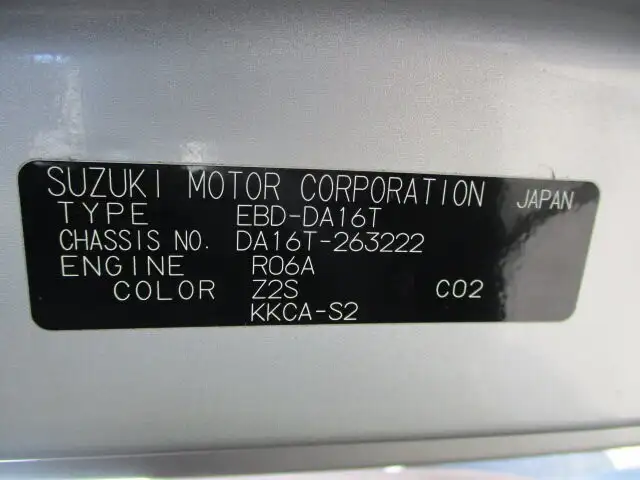 SUZUKI MOTOR CORPORATION JAPAN
TYPE EBD-DA16T
CHASSIS NO. DA16T-263222
ENGINE R06A
COLOR Z2S C02
KKCA-S2